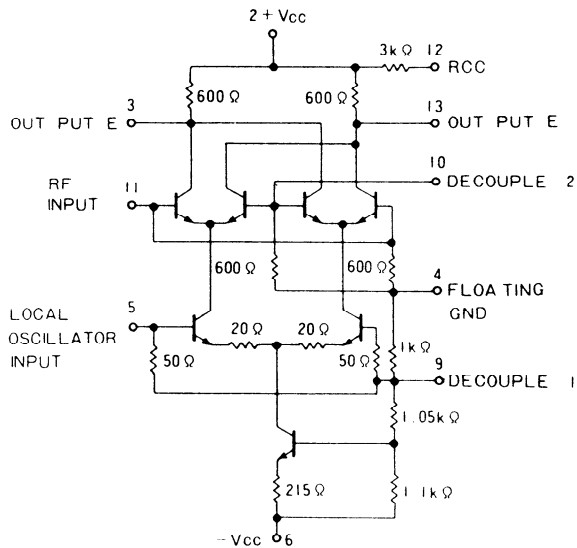 2 + Vcc
3kΩ 12
RCC
3 600Ω 600Ω 13
OUT PUT E OUT PUT E
10
DECOUPLE 2
RF 11
INPUT
600Ω 600Ω 4
FLOATING
GND
LOCAL 5
OSCILLATOR
INPUT
20Ω 20Ω
50Ω 50Ω 1kΩ
9
DECOUPLE 1
1.05kΩ
215Ω 1.1kΩ
-Vcc 6